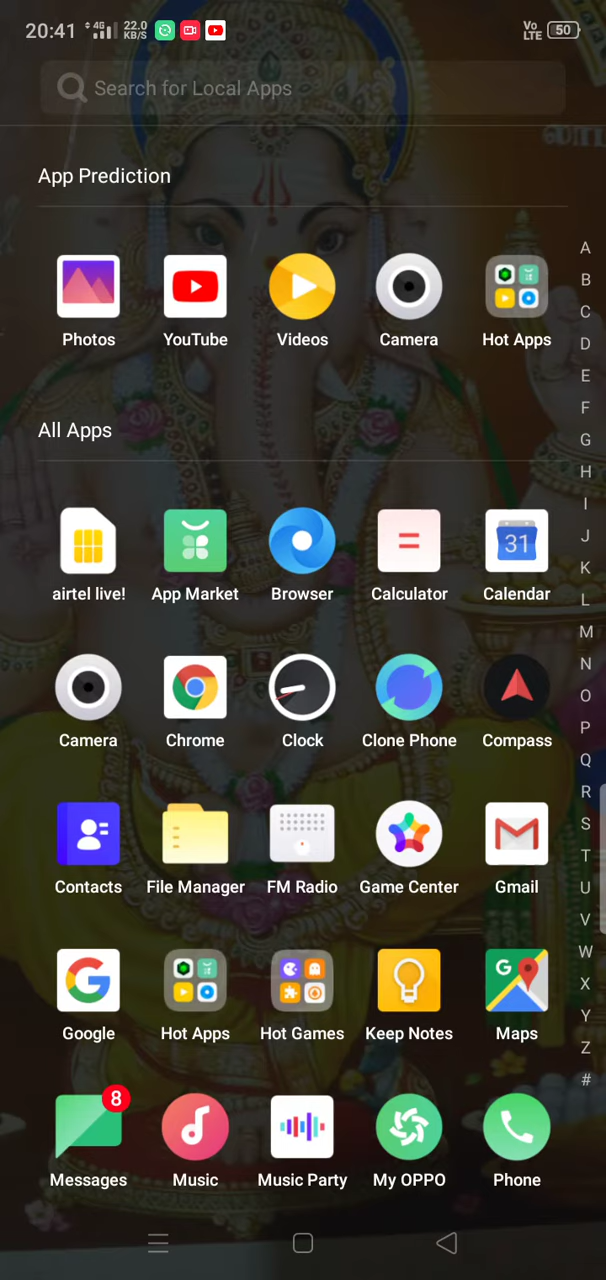 20:41 4G 22.0 KB/S Vo LTE 50
Search for Local Apps
App Prediction
Photos YouTube Videos Camera Hot Apps
All Apps
31
airtel live! App Market Browser Calculator Calendar
Camera Chrome Clock Clone Phone Compass
Contacts File Manager FM Radio Game Center Gmail
G
Google Hot Apps Hot Games Keep Notes Maps
8
Messages Music Music Party My OPPO Phone
A
B
C
D
E
F
G
H
I
J
K
L
M
N
O
P
Q
R
S
T
U
V
W
X
Y
Z
#